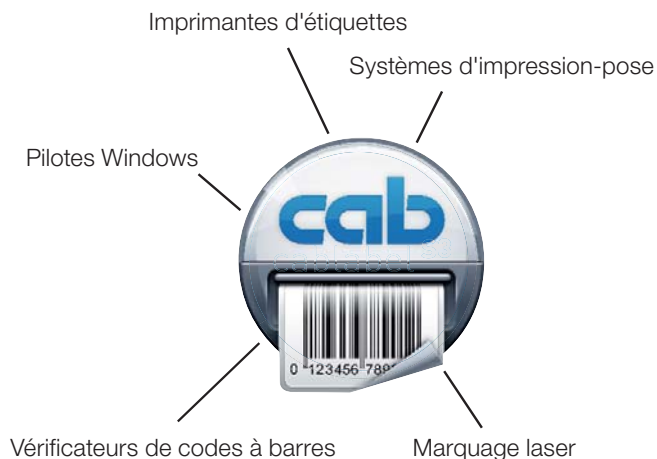 Imprimantes d'étiquettes
Systèmes d'impression-pose
Pilotes Windows
cab
0 123456 789
Vérificateurs de codes à barres
Marquage laser